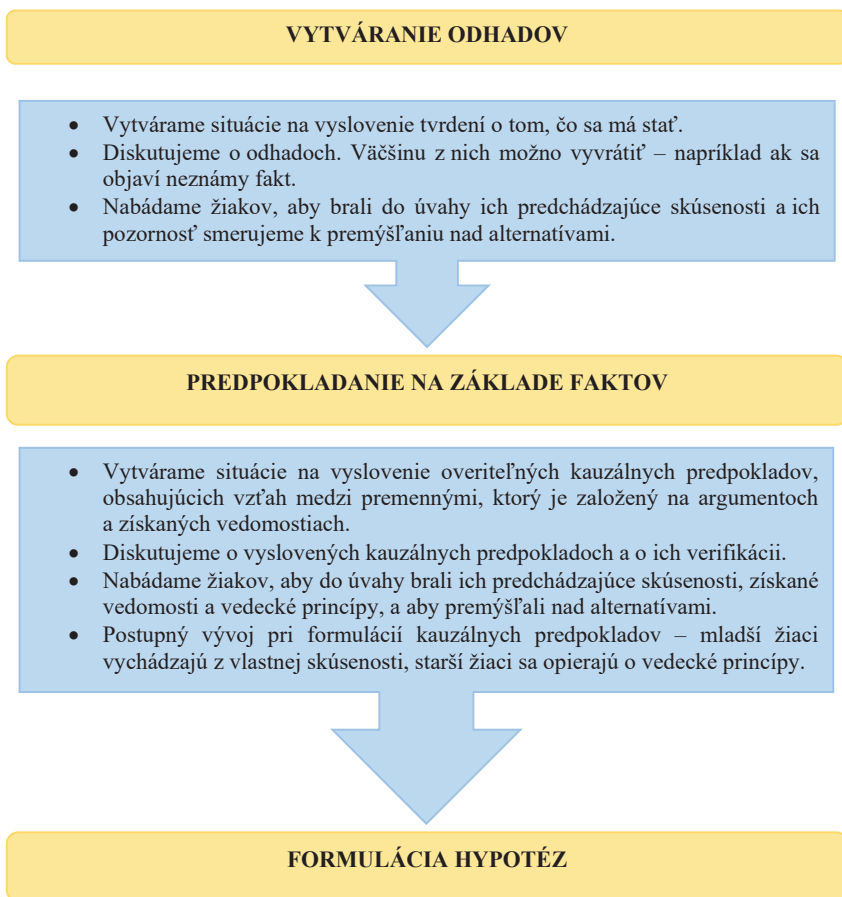 VYTVÁRANIE ODHADOV
• Vytvárame situácie na vyslovenie tvrdení o tom, čo sa má stať.
• Diskutujeme o odhadoch. Väčšinu z nich možno vyvrátiť – napríklad ak sa
objaví neznámy fakt.
• Nabádame žiakov, aby brali do úvahy ich predchádzajúce skúsenosti a ich
pozornosť smerujeme k premýšľaniu nad alternatívami.
PREDPOKLADANIE NA ZÁKLADE FAKTOV
• Vytvárame situácie na vyslovenie overiteľných kauzálnych predpokladov,
obsahujúcich vzťah medzi premennými, ktorý je založený na argumentoch
a získaných vedomostiach.
• Diskutujeme o vyslovených kauzálnych predpokladoch a o ich verifikácii.
• Nabádame žiakov, aby do úvahy brali ich predchádzajúce skúsenosti, získané
vedomosti a vedecké princípy, a aby premýšľali nad alternatívami.
• Postupný vývoj pri formulácií kauzálnych predpokladov – mladší žiaci
vychádzajú z vlastnej skúsenosti, starší žiaci sa opierajú o vedecké princípy.
FORMULÁCIA HYPOTÉZ